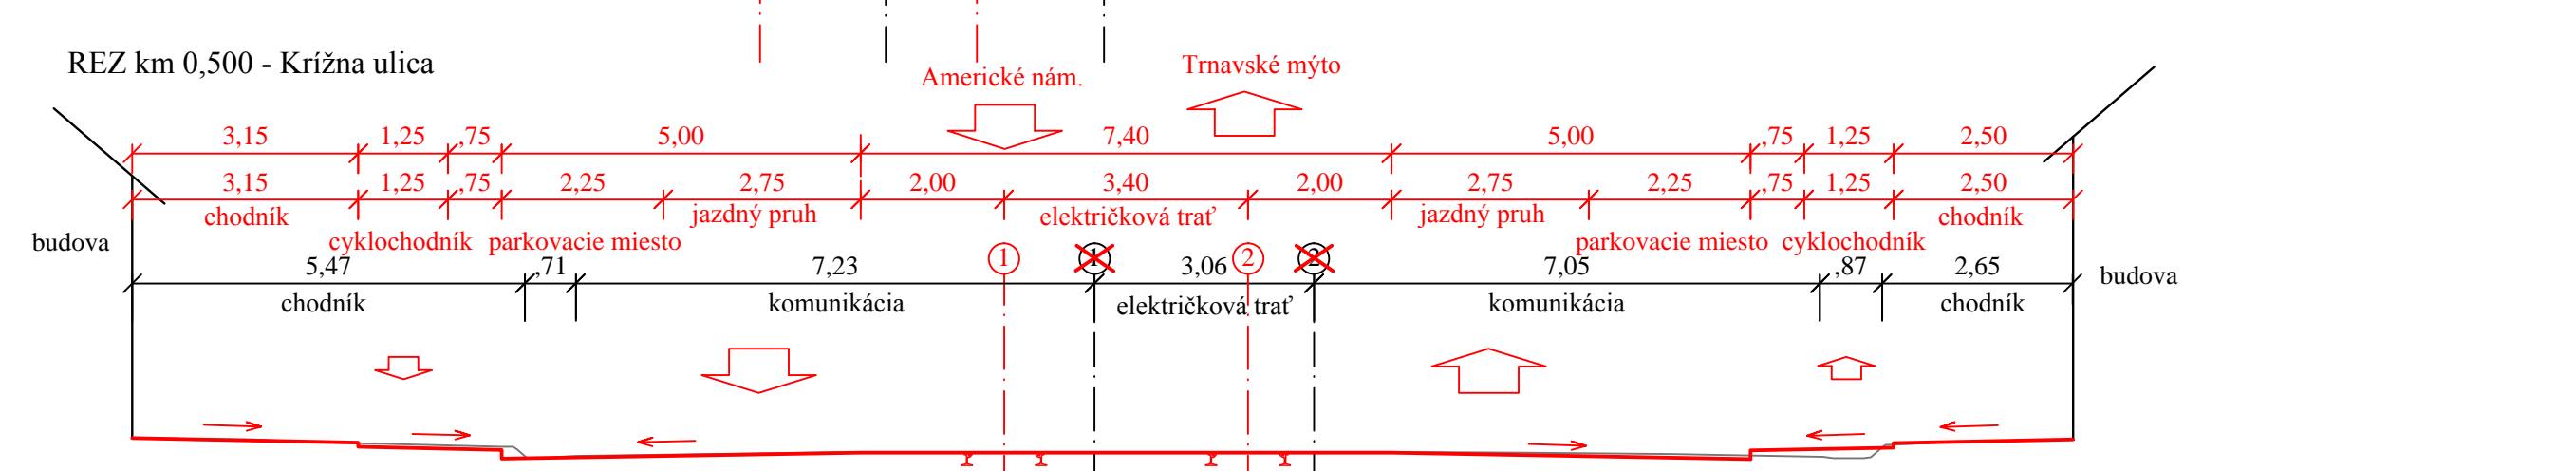 REZ km 0,500 - Krížna ulica
Americké nám.
Trnavské mýto
3,15 1,25 ,75 5,00 7,40 5,00 ,75 1,25 2,50
3,15 1,25 ,75 2,25 2,75 2,00 3,40 2,00 2,75 2,25 ,75 1,25 2,50
chodník jazdný pruh električková trať jazdný pruh chodník
budova cyklochodník parkovacie miesto parkovacie miesto cyklochodník
1 1 2 2
5,47 ,71 7,23 3,06 7,05 ,87 2,65 budova
chodník komunikácia električková trať komunikácia chodník